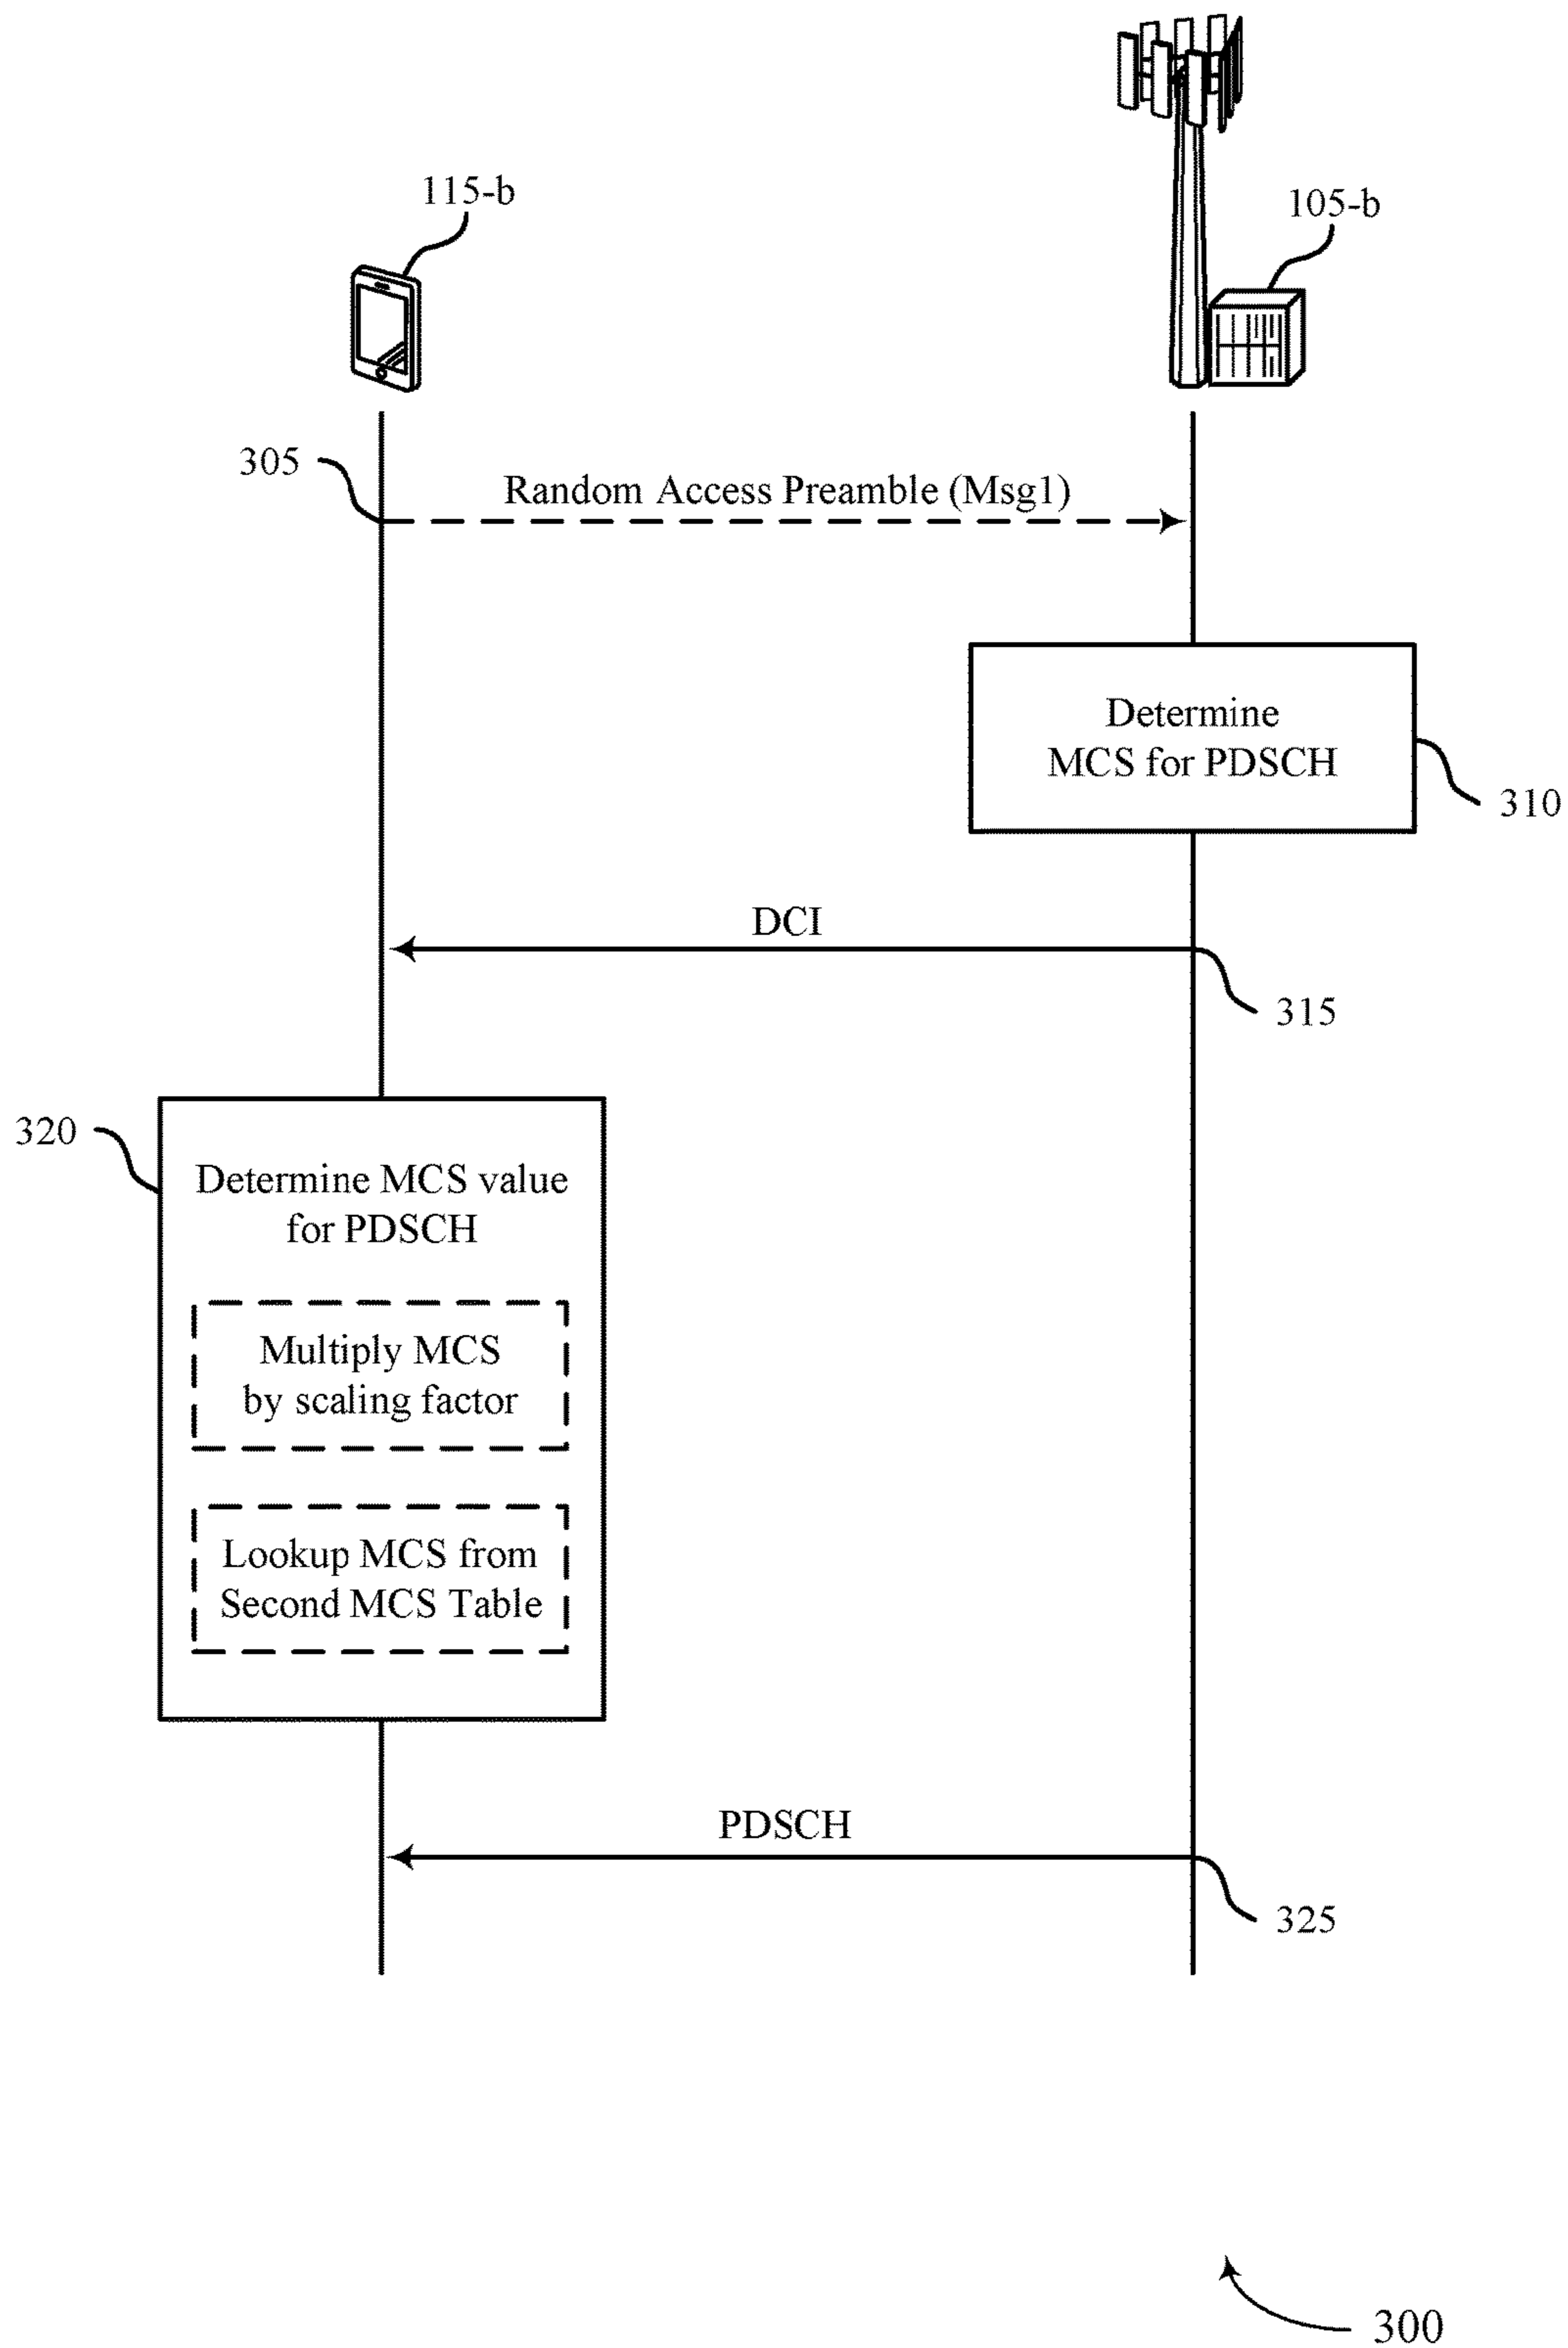 115-b
105-b
305
Random Access Preamble (Msg1)
Determine
MCS for PDSCH
310
DCI
315
320
Determine MCS value
for PDSCH
Multiply MCS
by scaling factor
Lookup MCS from
Second MCS Table
PDSCH
325
300